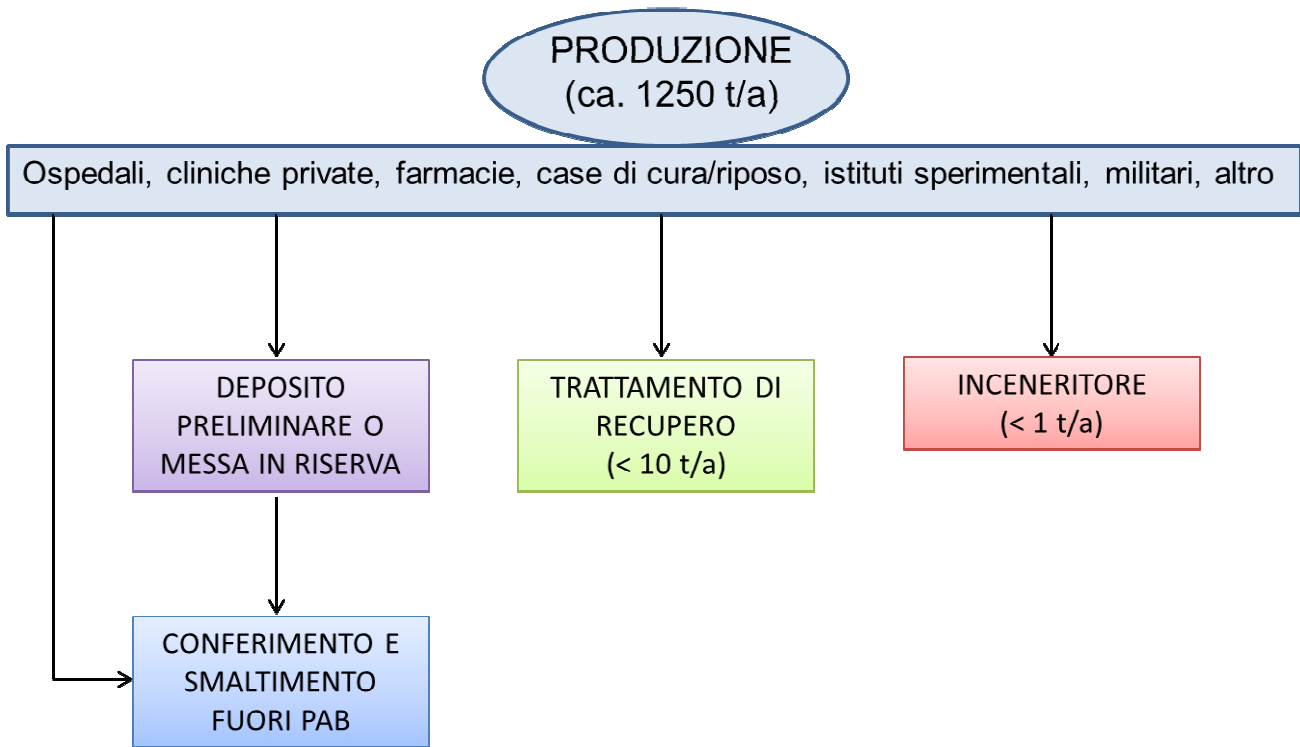 PRODUZIONE
(ca. 1250 t/a)
Ospedali, cliniche private, farmacie, case di cura/riposo, istituti sperimentali, militari, altro
DEPOSITO
PRELIMINARE O
MESSA IN RISERVA
TRATTAMENTO DI
RECUPERO
(< 10 t/a)
INCENERITORE
(< 1 t/a)
CONFERIMENTO E
SMALTIMENTO
FUORI PAB